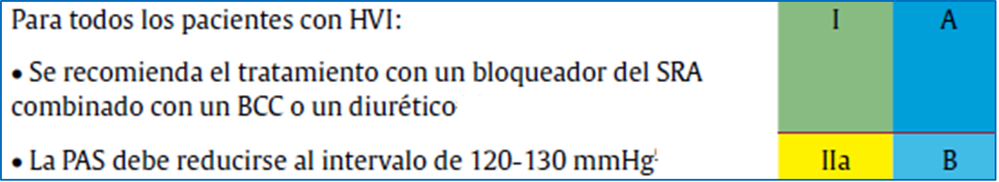 Para todos los pacientes con HVI: I A
• Se recomienda el tratamiento con un bloqueador del SRA
combinado con un BCC o un diurético
• La PAS debe reducirse al intervalo de 120-130 mmHg IIa B